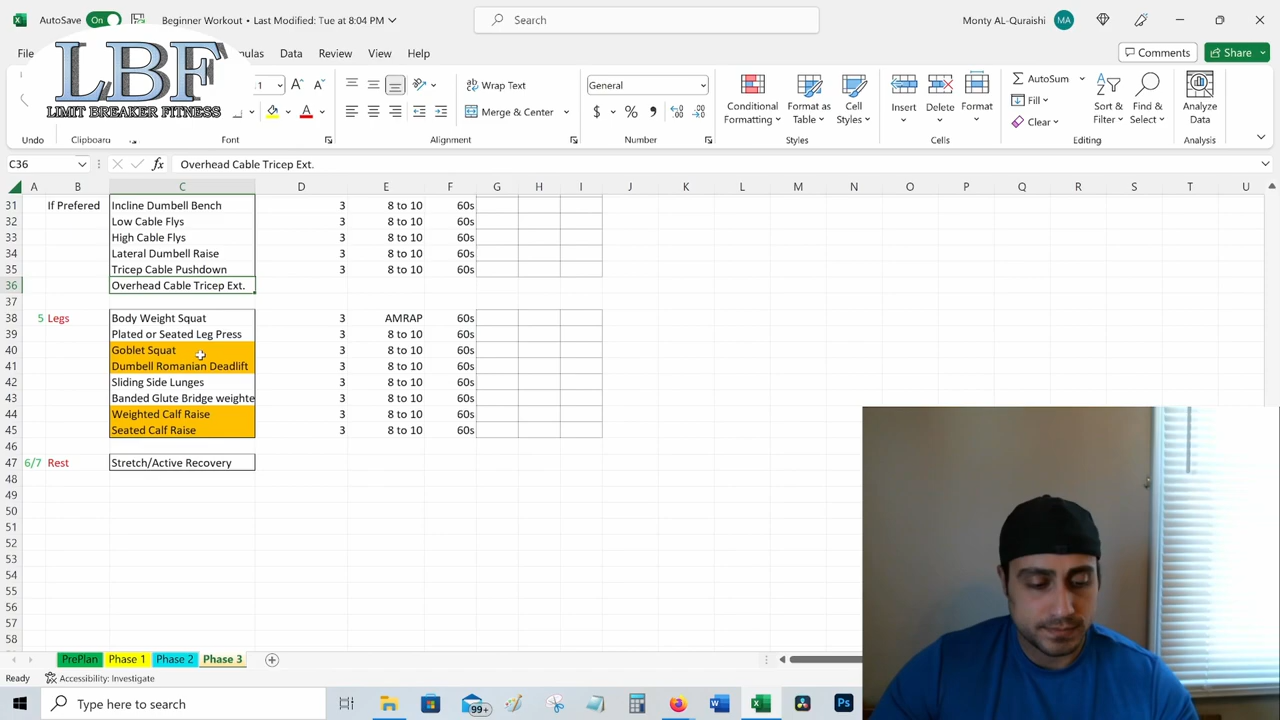 AutoSave On Beginner Workout • Last Modified: Tue at 8:04 PM Search Monty AL-Quraishi MA
File ulas Data Review View Help Comments Share
LBF
LIMIT BREAKER FITNESS
Wrap Text General AutoSum
Merge & Center $ % Conditional Formatting Format as Table Cell Styles Insert Delete Format Fill Clear Sort & Filter Find & Select Analyze Data
Undo Clipboard Font Alignment Number Styles Cells Editing Analysis
C36 fx Overhead Cable Tricep Ext.
A B C D E F G H I J K L M N O P Q R S T U
31 If Prefered Incline Dumbell Bench 3 8 to 10 60s
32 Low Cable Flys 3 8 to 10 60s
33 High Cable Flys 3 8 to 10 60s
34 Lateral Dumbell Raise 3 8 to 10 60s
35 Tricep Cable Pushdown 3 8 to 10 60s
36 Overhead Cable Tricep Ext.
37
38 5 Legs Body Weight Squat 3 AMRAP 60s
39 Plated or Seated Leg Press 3 8 to 10 60s
40 Goblet Squat 3 8 to 10 60s
41 Dumbell Romanian Deadlift 3 8 to 10 60s
42 Sliding Side Lunges 3 8 to 10 60s
43 Banded Glute Bridge weighte 3 8 to 10 60s
44 Weighted Calf Raise 3 8 to 10 60s
45 Seated Calf Raise 3 8 to 10 60s
46
47 6/7 Rest Stretch/Active Recovery
48
49
50
51
52
53
54
55
56
57
58
PrePlan Phase 1 Phase 2 Phase 3
Ready Accessibility: Investigate
Type here to search 99+ Ps